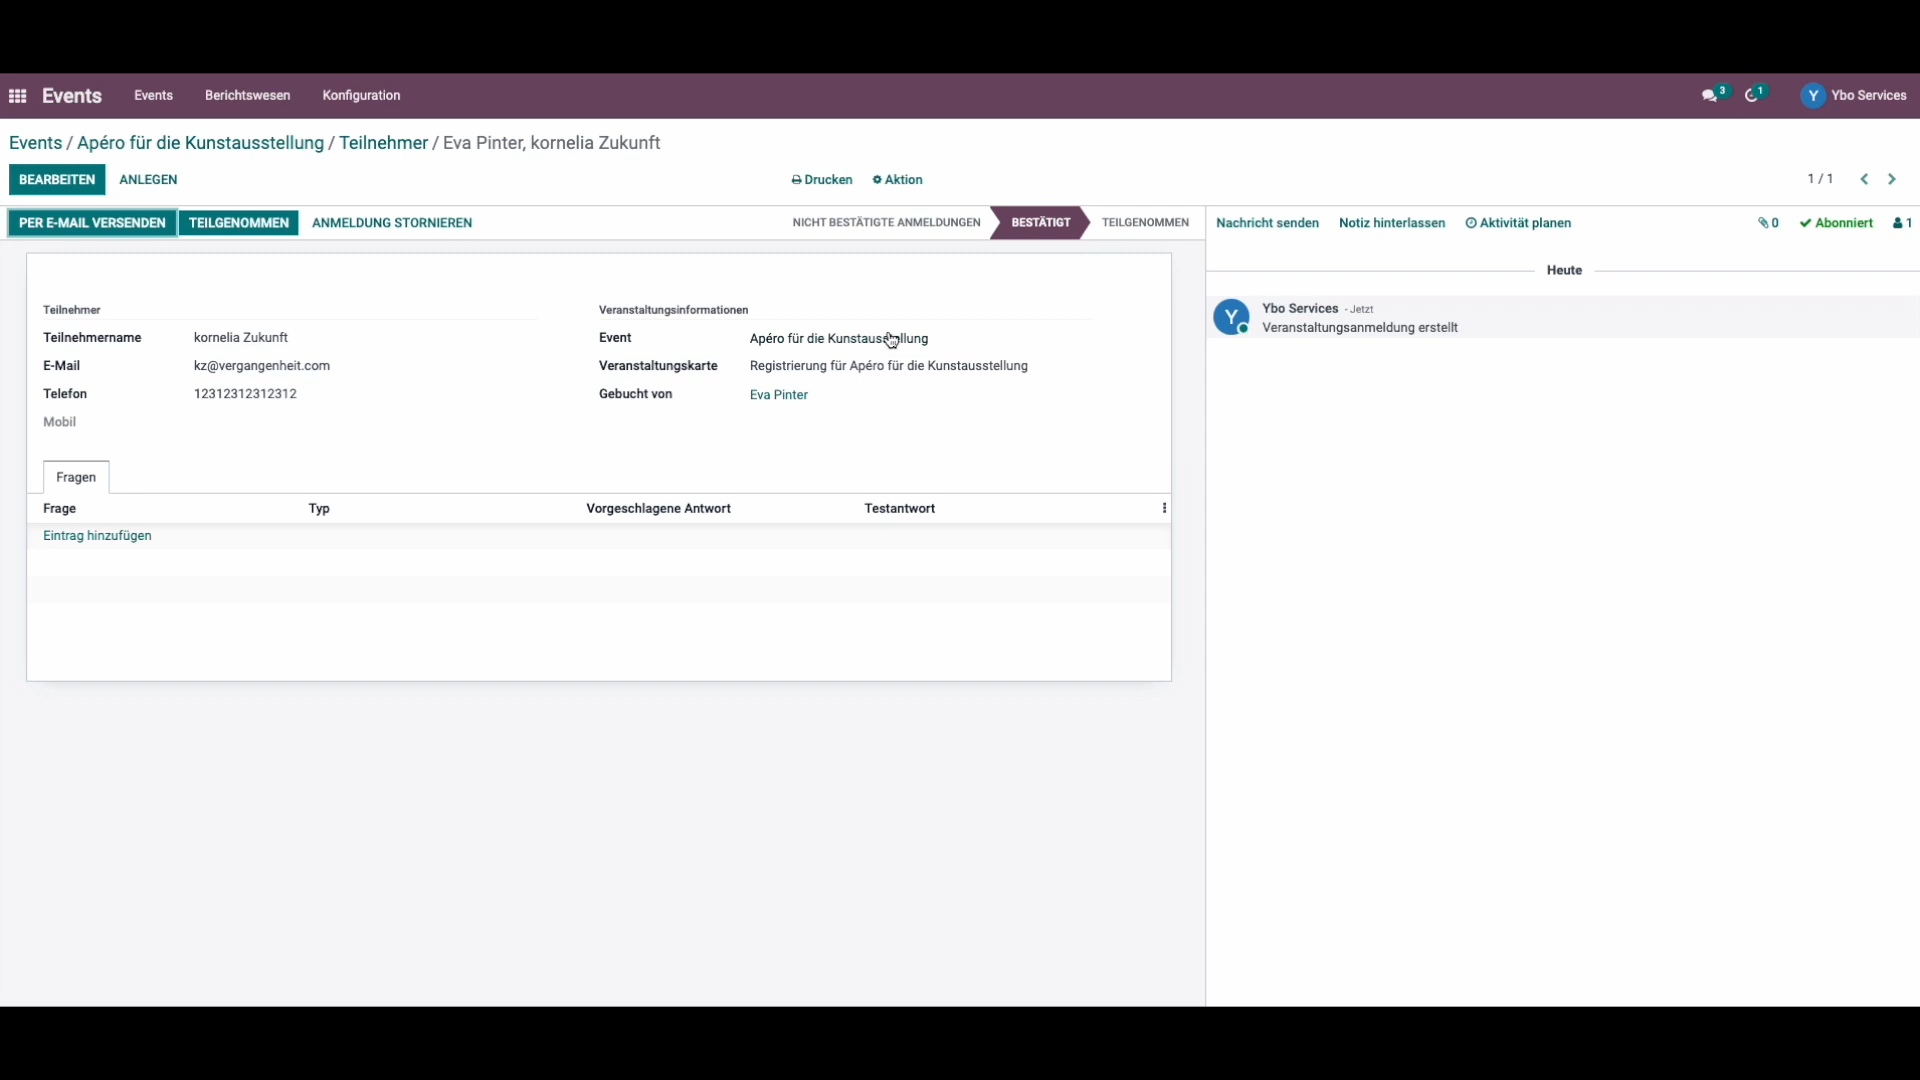 Events Events Berichtswesen Konfiguration 3 1 Y Ybo Services
Events / Apéro für die Kunstausstellung / Teilnehmer / Eva Pinter, kornelia Zukunft
BEARBEITEN ANLEGEN Drucken Aktion 1 / 1
PER E-MAIL VERSENDEN TEILGENOMMEN ANMELDUNG STORNIEREN NICHT BESTÄTIGTE ANMELDUNGEN BESTÄTIGT TEILGENOMMEN
Nachricht senden Notiz hinterlassen Aktivität planen 0 Abonniert 1
Teilnehmer
Teilnehmername kornelia Zukunft
E-Mail kz@vergangenheit.com
Telefon 12312312312312
Mobil
Veranstaltungsinformationen
Event Apéro für die Kunstausstellung
Veranstaltungskarte Registrierung für Apéro für die Kunstausstellung
Gebucht von Eva Pinter
Fragen
Frage Typ Vorgeschlagene Antwort Testantwort
Eintrag hinzufügen
Heute
Y Ybo Services - Jetzt
Veranstaltungsanmeldung erstellt